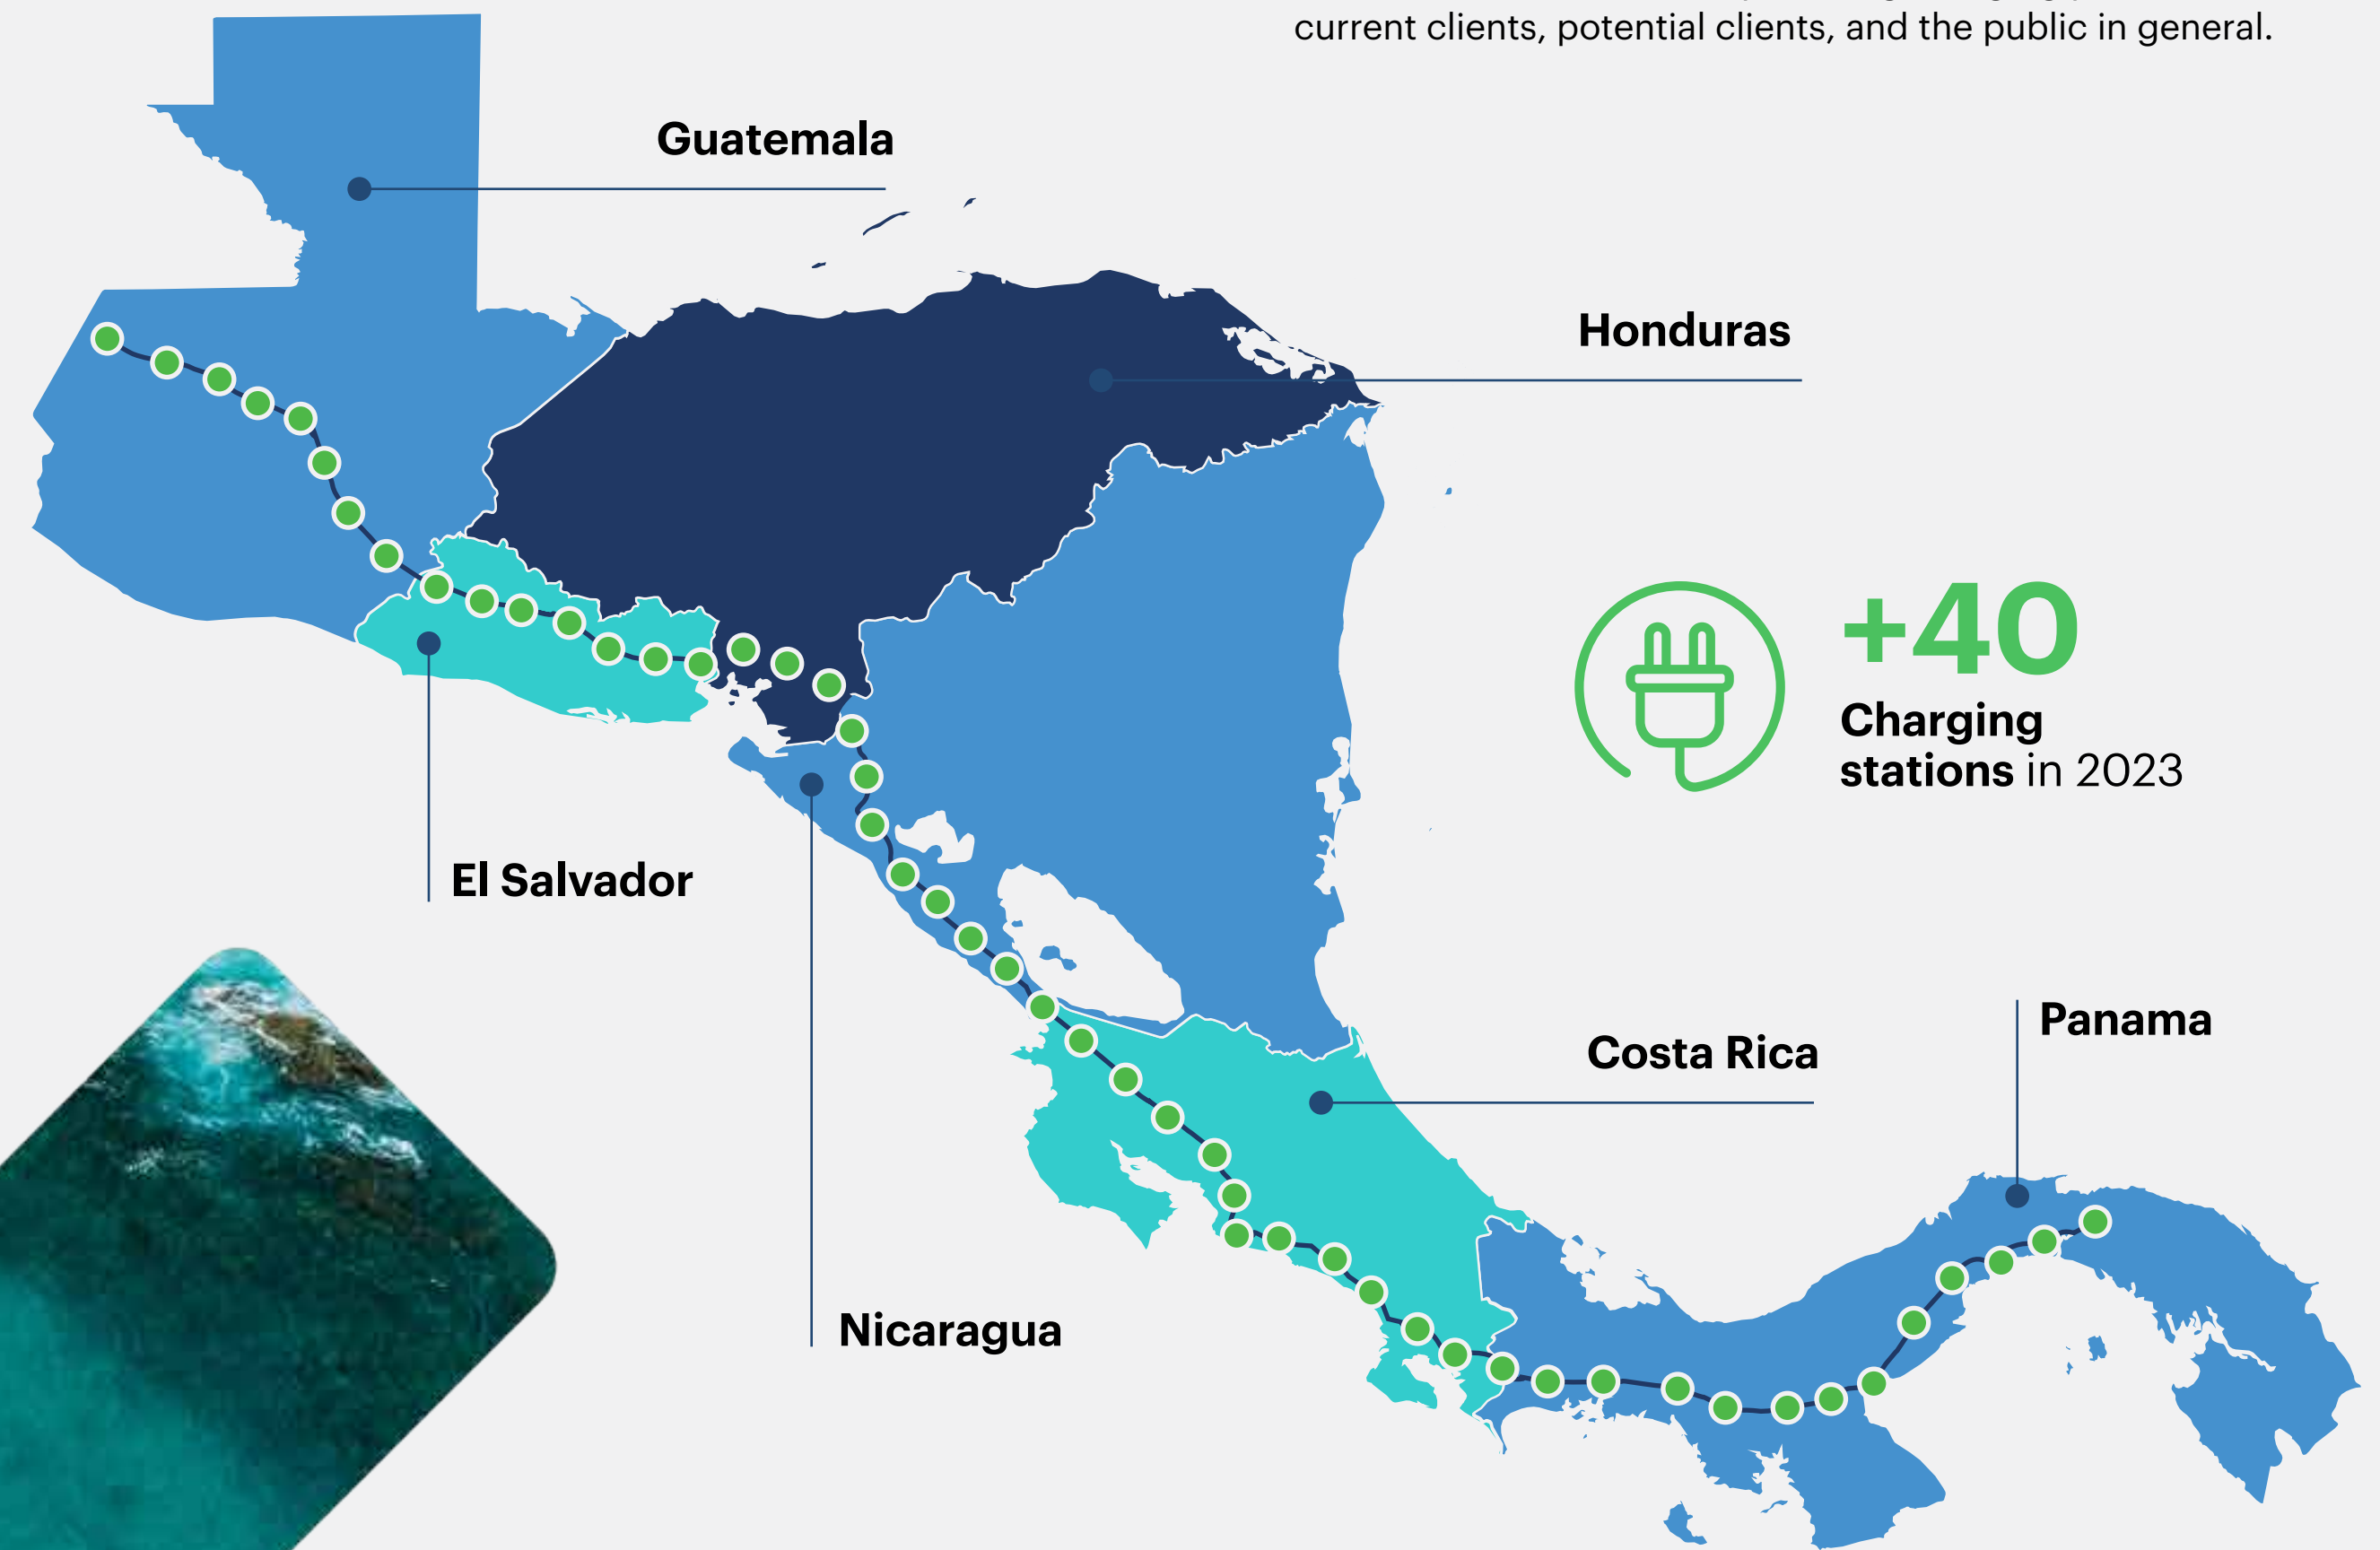 current clients, potential clients, and the public in general.
Guatemala
Honduras
+40
Charging
stations in 2023
El Salvador
Panama
Costa Rica
Nicaragua